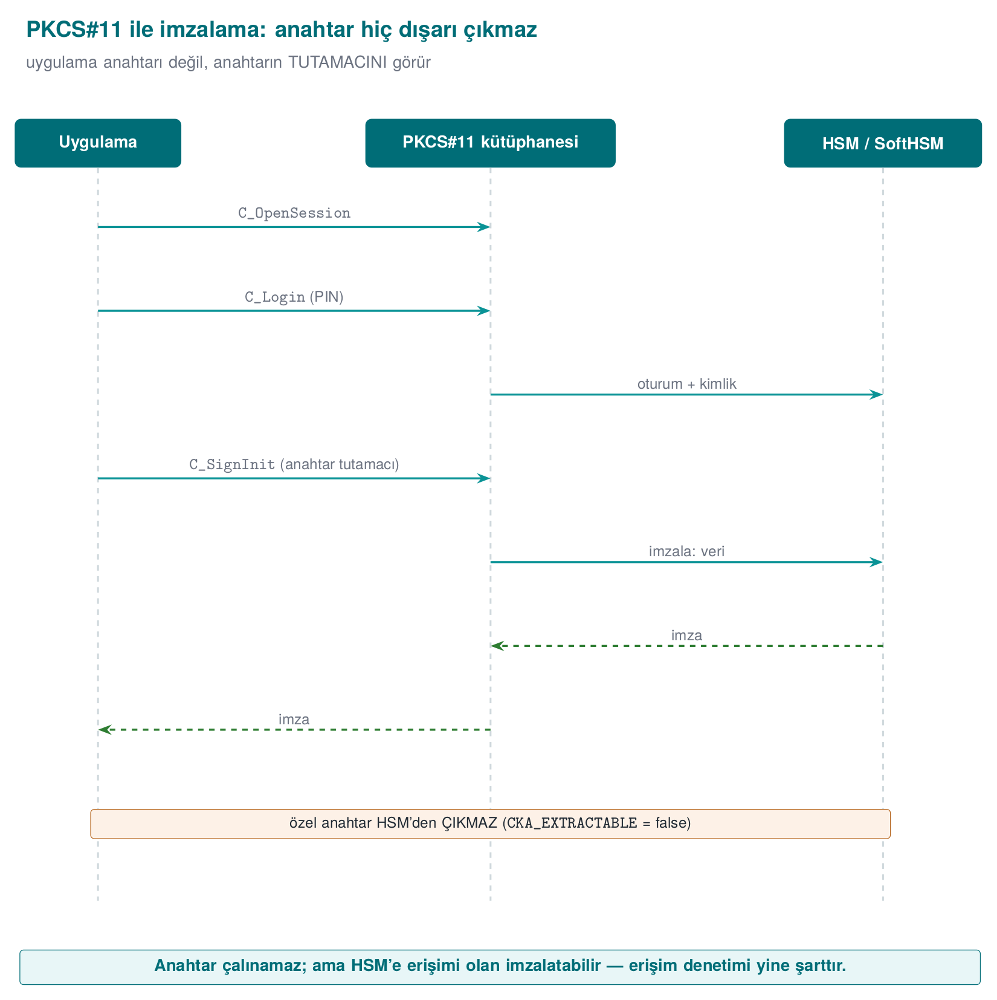 PKCS#11 ile imzalama: anahtar hiç dışarı çıkmaz
uygulama anahtarı değil, anahtarın TUTAMACINI görür
Uygulama
PKCS#11 kütüphanesi
HSM / SoftHSM
C_OpenSession
C_Login (PIN)
oturum + kimlik
C_SignInit (anahtar tutamacı)
imzala: veri
imza
imza
özel anahtar HSM’den ÇIKMAZ (CKA_EXTRACTABLE = false)
Anahtar çalınamaz; ama HSM’e erişimi olan imzalatabilir — erişim denetimi yine şarttır.